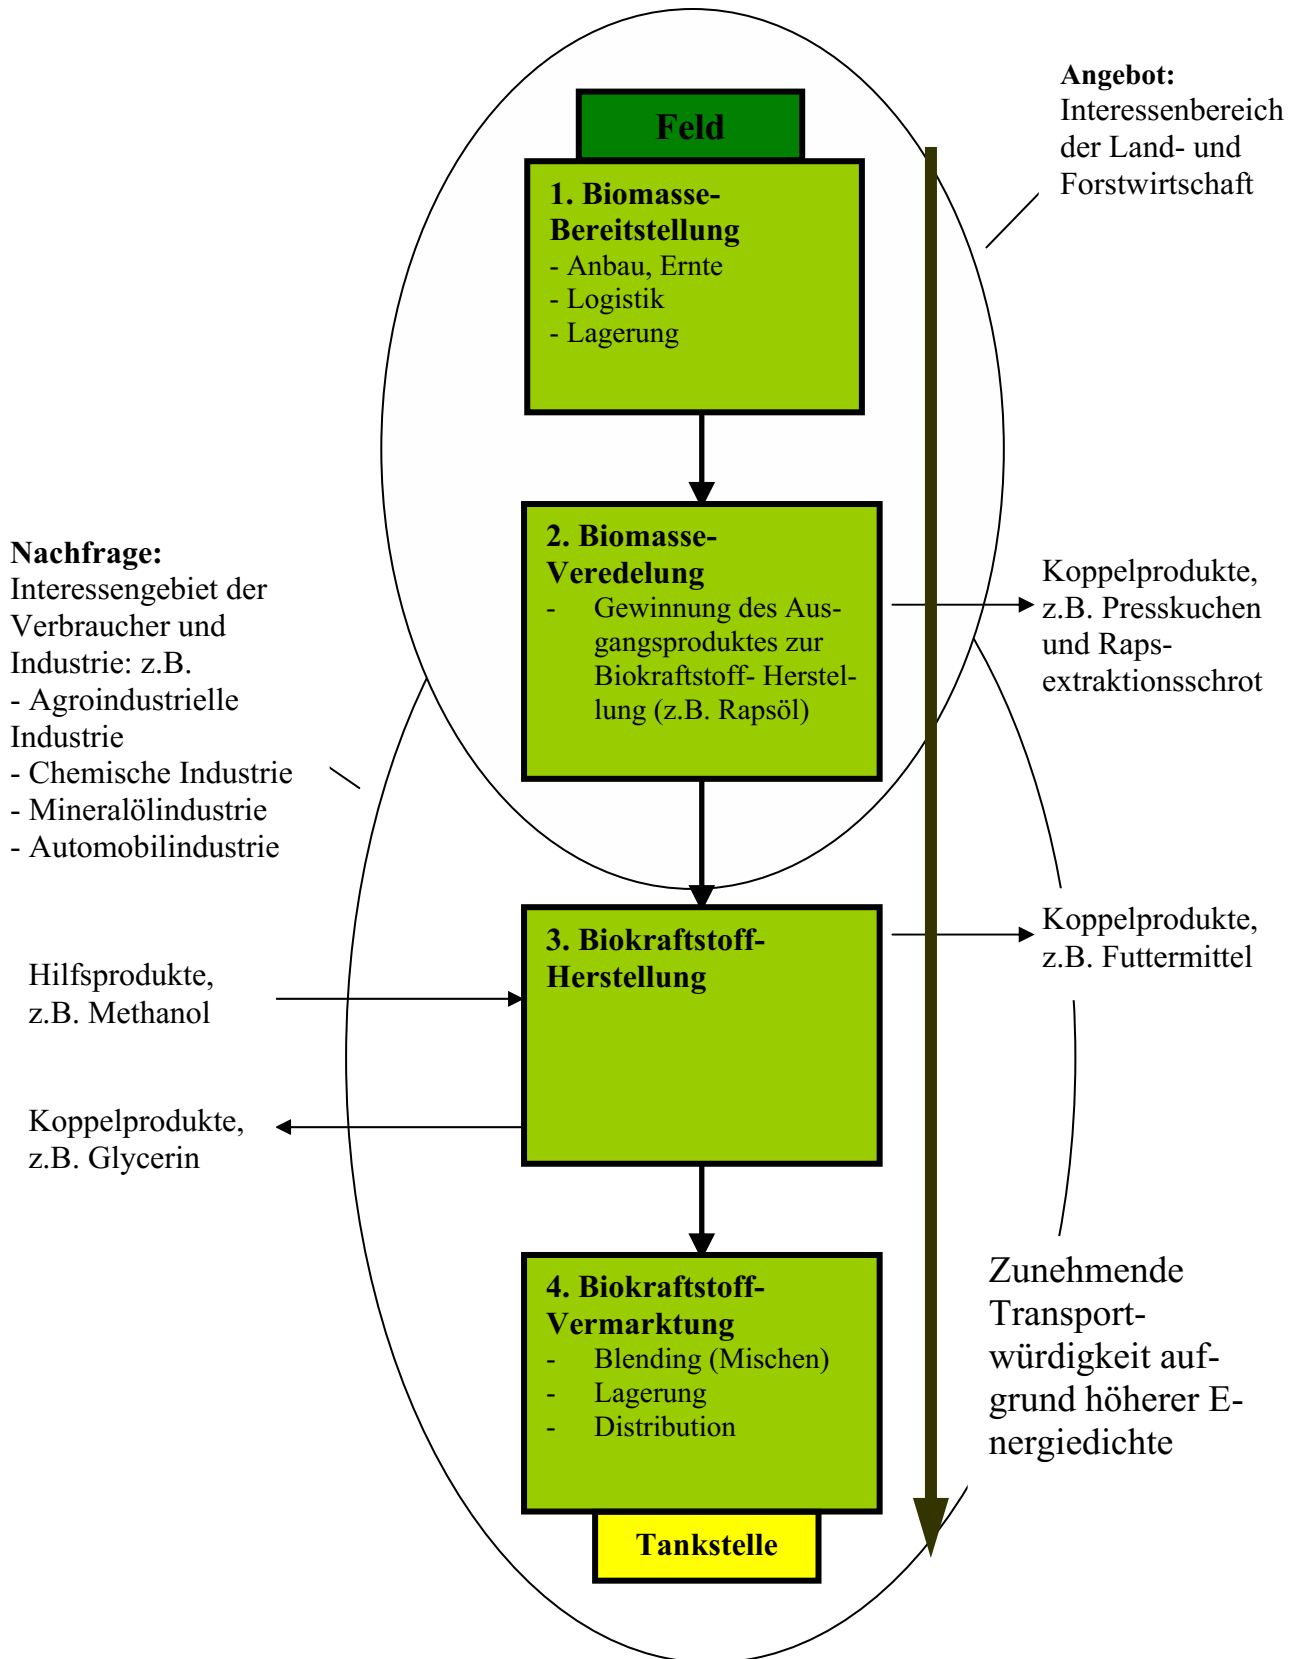 Angebot:
Interessenbereich
der Land- und
Forstwirtschaft
Feld
1. Biomasse-
Bereitstellung
- Anbau, Ernte
- Logistik
- Lagerung
Nachfrage:
Interessengebiet der
Verbraucher und
Industrie: z.B.
- Agroindustrielle
Industrie
- Chemische Industrie
- Mineralölindustrie
- Automobilindustrie
2. Biomasse-
Veredelung
- Gewinnung des Aus-
gangsproduktes zur
Biokraftstoff- Herstel-
lung (z.B. Rapsöl)
Koppelprodukte,
z.B. Presskuchen
und Raps-
extraktionsschrot
3. Biokraftstoff-
Herstellung
Koppelprodukte,
z.B. Futtermittel
Hilfsprodukte,
z.B. Methanol
Koppelprodukte,
z.B. Glycerin
4. Biokraftstoff-
Vermarktung
- Blending (Mischen)
- Lagerung
- Distribution
Zunehmende
Transport-
würdigkeit auf-
grund höherer E-
nergiedichte
Tankstelle